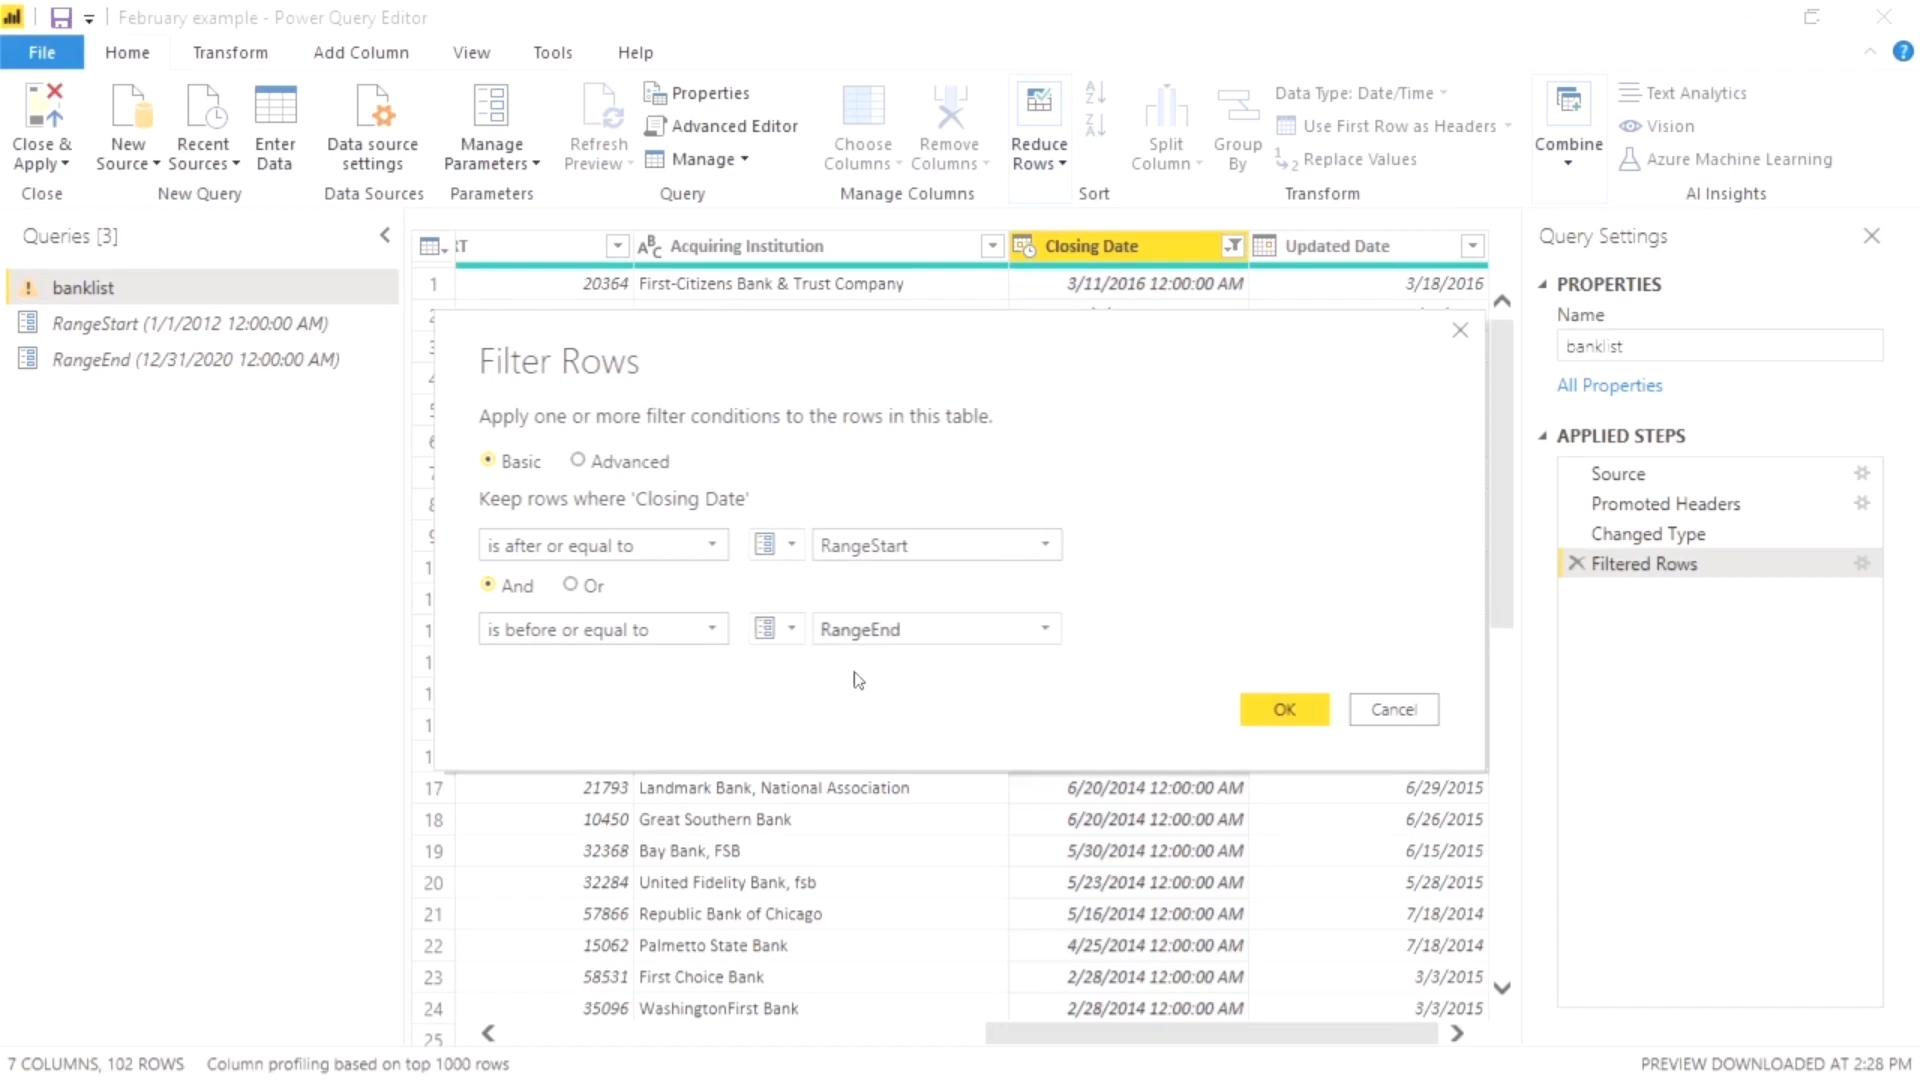 February example - Power Query Editor
File Home Transform Add Column View Tools Help
Close & Apply
Close
New Source
Recent Sources
Enter Data
New Query
Data source settings
Data Sources
Manage Parameters
Parameters
Refresh Preview
Properties
Advanced Editor
Manage
Query
Choose Columns
Remove Columns
Manage Columns
Reduce Rows
Sort
Split Column
Group By
Data Type: Date/Time
Use First Row as Headers
Replace Values
Transform
Combine
Text Analytics
Vision
Azure Machine Learning
AI Insights
Queries [3]
banklist
RangeStart (1/1/2012 12:00:00 AM)
RangeEnd (12/31/2020 12:00:00 AM)
Acquiring Institution Closing Date Updated Date
1 20364 First-Citizens Bank & Trust Company 3/11/2016 12:00:00 AM 3/18/2016
Filter Rows
Apply one or more filter conditions to the rows in this table.
Basic Advanced
Keep rows where 'Closing Date'
is after or equal to RangeStart
And Or
is before or equal to RangeEnd
OK Cancel
17 21793 Landmark Bank, National Association 6/20/2014 12:00:00 AM 6/29/2015
18 10450 Great Southern Bank 6/20/2014 12:00:00 AM 6/26/2015
19 32368 Bay Bank, FSB 5/30/2014 12:00:00 AM 6/15/2015
20 32284 United Fidelity Bank, fsb 5/23/2014 12:00:00 AM 5/28/2015
21 57866 Republic Bank of Chicago 5/16/2014 12:00:00 AM 7/18/2014
22 15062 Palmetto State Bank 4/25/2014 12:00:00 AM 7/18/2014
23 58531 First Choice Bank 2/28/2014 12:00:00 AM 3/3/2015
24 35096 WashingtonFirst Bank 2/28/2014 12:00:00 AM 3/3/2015
25
Query Settings
PROPERTIES
Name
banklist
All Properties
APPLIED STEPS
Source
Promoted Headers
Changed Type
Filtered Rows
7 COLUMNS, 102 ROWS Column profiling based on top 1000 rows
PREVIEW DOWNLOADED AT 2:28 PM